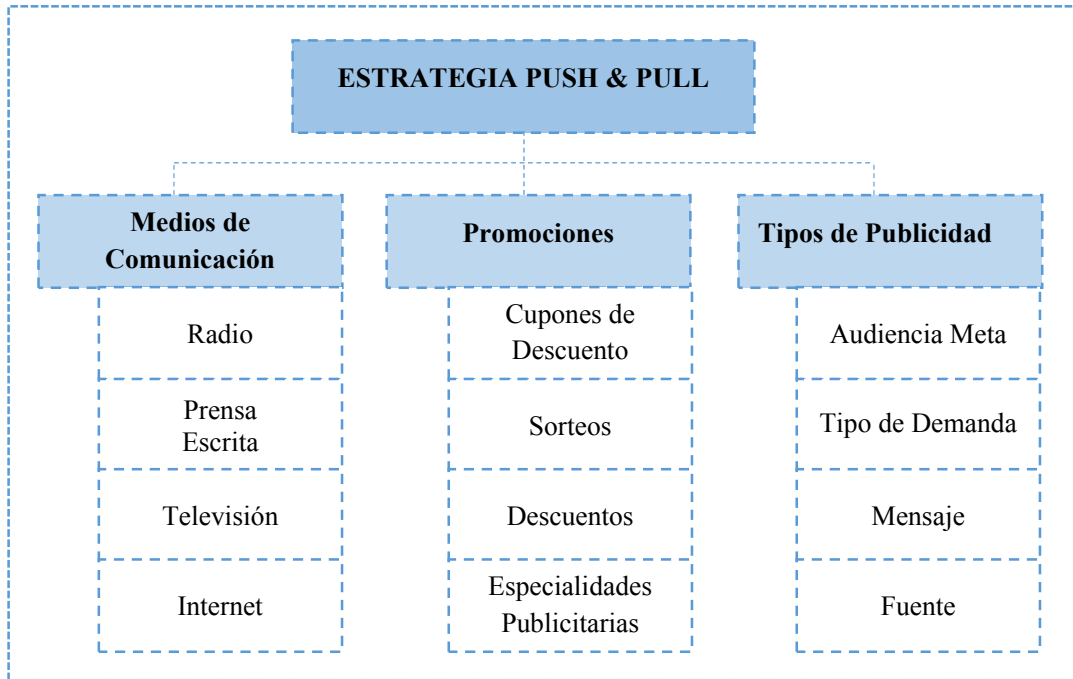 ESTRATEGIA PUSH & PULL
Medios de
Comunicación
Radio
Prensa
Escrita
Televisión
Internet
Promociones
Cupones de
Descuento
Sorteos
Descuentos
Especialidades
Publicitarias
Tipos de Publicidad
Audiencia Meta
Tipo de Demanda
Mensaje
Fuente